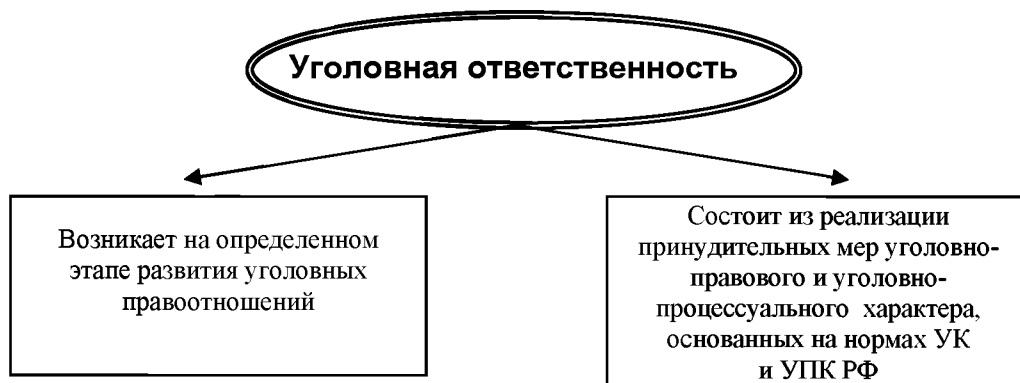 Уголовная ответственность
Возникает на определенном
этапе развития уголовных
правоотношений
Состоит из реализации
принудительных мер уголовно-
правового и уголовно-
процессуального характера,
основанных на нормах УК
и УПК РФ